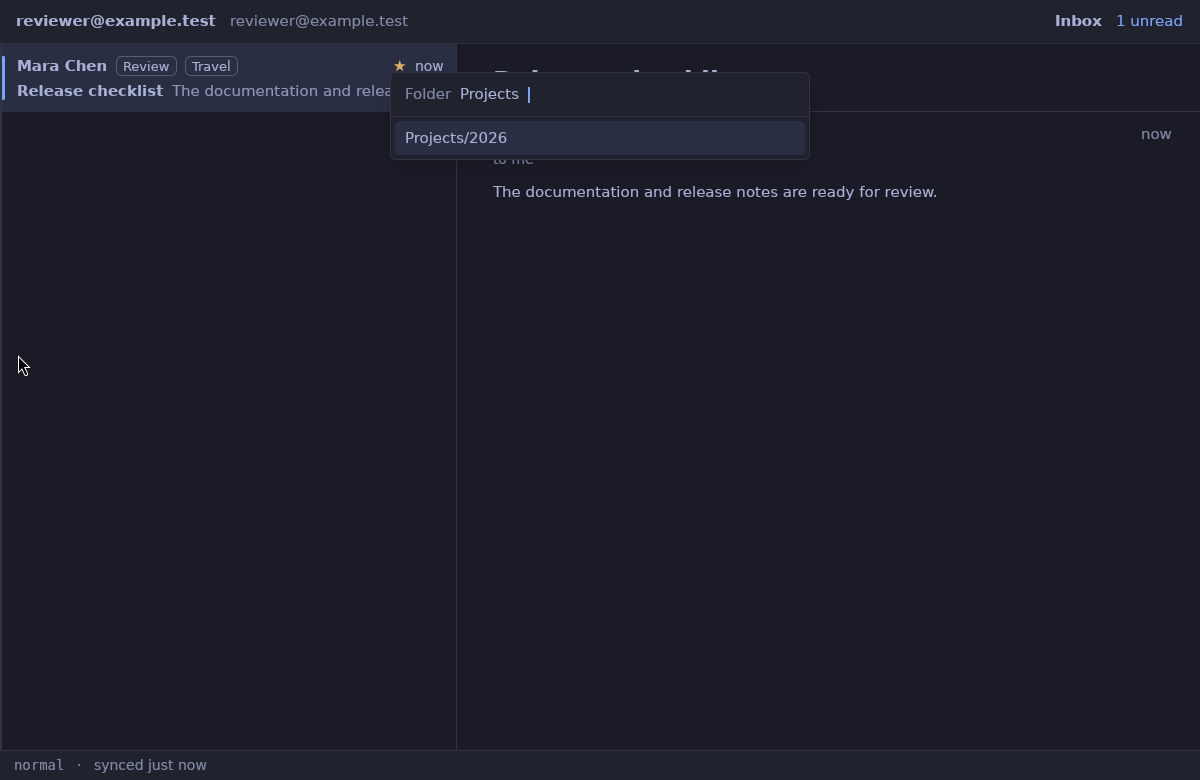 reviewer@example.test reviewer@example.test Inbox 1 unread
Mara Chen Review Travel ★ now
Release checklist The documentation and relea
Folder Projects
Projects/2026
now
to me
The documentation and release notes are ready for review.
normal · synced just now